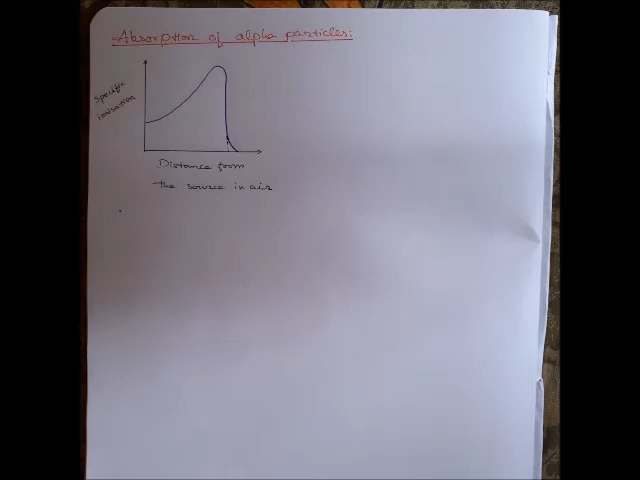 Absorption of alpha particles:
Specific
ionisation
Distance from
the source in air